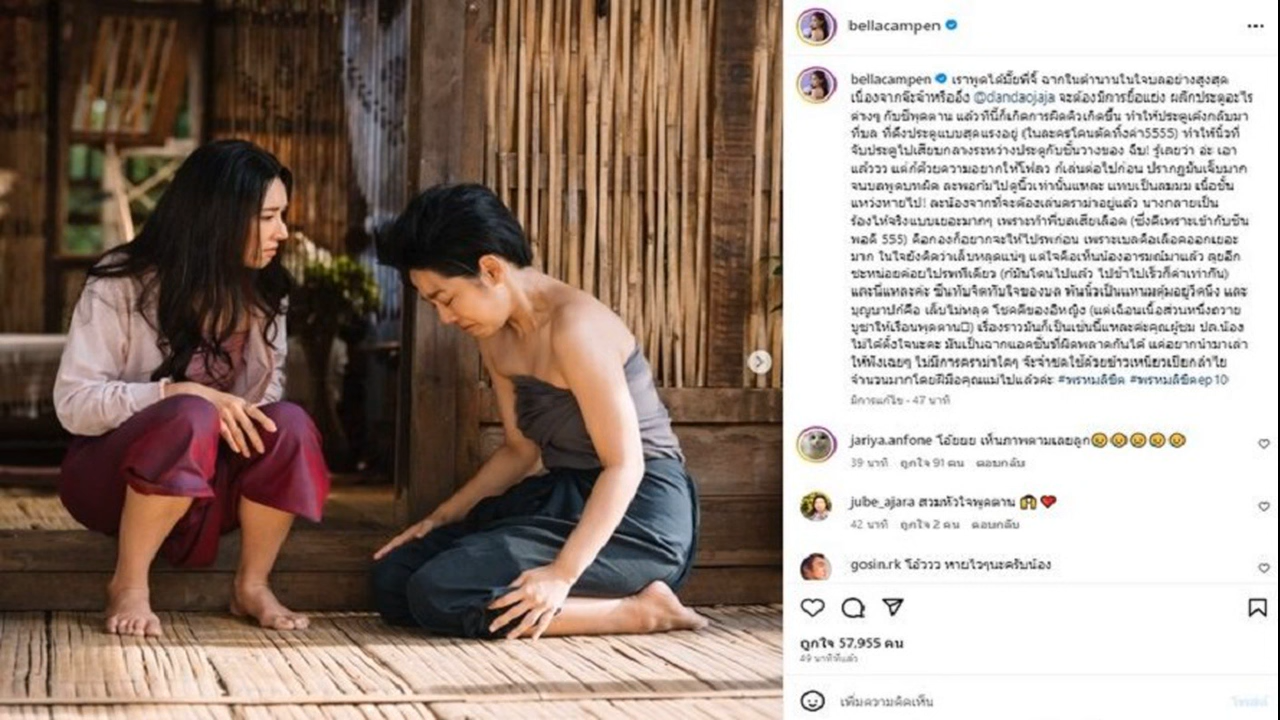 bellacampen
bellacampen เราพูดได้มั๊ยพี่จี้ ฉากในตำนานในใจบลอย่างสูงสุด
เนื่องจากจ๊ะจ๋าหรืออึ่ง @dandaojaja จะต้องมีการยื้อแย่ง ผลักประตูอะไร
ต่างๆ กับชีพุดตาน แล้วทีนี้ก็เกิดการผิดคิวเกิดขึ้น ทำให้ประตูเด้งกลับมา
ที่บล ที่ดึงประตูแบบสุดแรงอยู่ (ในละครโดนตัดทิ้งค่า5555) ทำให้นิ้วที่
จับประตูไปเสียบกลางระหว่างประตูกับชั้นวางของ ฉึบ! รู้เลยว่า อ่ะ เอา
แล้ววว แต่ก็ด้วยความอยากให้โฟลว ก็เล่นต่อไปก่อน ปรากฏมันเจ็บมาก
จนบลพูดบทผิด ละพอก้มไปดูนิ้วเท่านั้นแหละ แทบเป็นลมมม เนื้อชั้น
แหว่งหายไป! ละน้องจากที่จะต้องเล่นดราม่าอยู่แล้ว นางกลายเป็น
ร้องไห้จริงแบบเยอะมากๆ เพราะทำพี่บลเสียเลือด (ซึ่งดีเพราะเข้ากับซีน
พอดี 555) คือกองก็อยากจะให้ไปรพก่อน เพราะเบลคือเลือดออกเยอะ
มาก ในใจยังคิดว่าเล็บหลุดแน่ๆ แต่ใจคือเห็นน้องอารมณ์มาแล้ว ลุยอีก
ซะหน่อยค่อยไปรพทีเดียว (ก็มันโดนไปแล้ว ไปช้าไปเร็วก็ค่าเท่ากัน)
และนี่แหละค่ะ ซีนทับจิตทับใจของบล พันนิ้วเป็นแหนมตุ้มอยู่วีคนึง และ
บุญบาปก็คือ เล็บไม่หลุด โชคดีของอีหญิง (แต่เฉือนเนื้อส่วนหนึ่งถวาย
บูชาให้เรือนพุดตาน) เรื่องราวมันก็เป็นเช่นนี้แหละค่ะคุณผู้ชม ปล.น้อง
ไม่ได้ตั้งใจนะคะ มันเป็นฉากแอคชั่นที่ผิดพลาดกันได้ แค่อยากนำมาเล่า
ให้ฟังเฉยๆ ไม่มีการดราม่าใดๆ จ๊ะจ๋าชดใช้ด้วยข้าวเหนียวเปียกลำไย
จำนวนมากโดยฝีมือคุณแม่ไปแล้วค่ะ #พรหมลิขิต #พรหมลิขิตep10
มีการแก้ไข · 47 นาที
jariya.anfone โอ้ยยย เห็นภาพตามเลยลูก😖😖😖😖😖
39 นาที ถูกใจ 91 คน ตอบกลับ
jube_ajara สวมหัวใจพุดตาน 🙌❤️
42 นาที ถูกใจ 2 คน ตอบกลับ
gosin.rk โอ้ววว หายไวๆนะครับน้อง
ถูกใจ 57,955 คน
49 นาทีที่แล้ว
เพิ่มความคิดเห็น
โพสต์